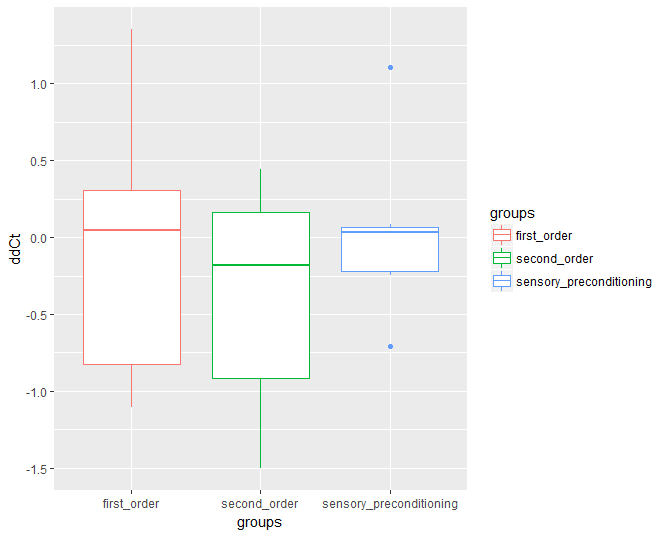 ddCt
1.0
0.5
0.0
-0.5
-1.0
-1.5
first_order
second_order
sensory_preconditioning
groups
groups
first_order
second_order
sensory_preconditioning